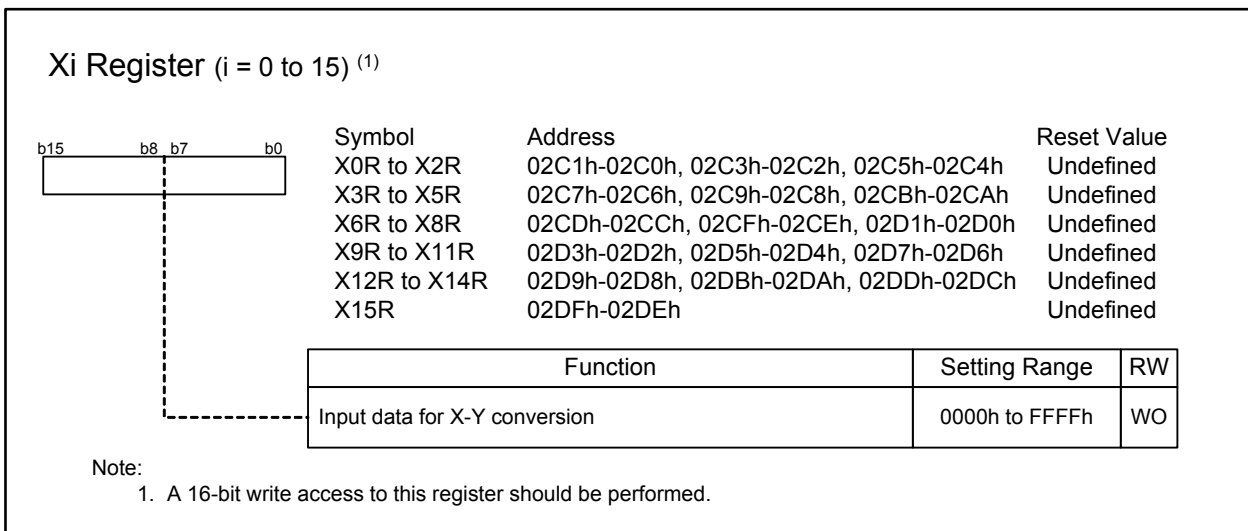 Xi Register (i = 0 to 15) (1)
b15 b8 b7 b0
Symbol Address Reset Value
X0R to X2R 02C1h-02C0h, 02C3h-02C2h, 02C5h-02C4h Undefined
X3R to X5R 02C7h-02C6h, 02C9h-02C8h, 02CBh-02CAh Undefined
X6R to X8R 02CDh-02CCh, 02CFh-02CEh, 02D1h-02D0h Undefined
X9R to X11R 02D3h-02D2h, 02D5h-02D4h, 02D7h-02D6h Undefined
X12R to X14R 02D9h-02D8h, 02DBh-02DAh, 02DDh-02DCh Undefined
X15R 02DFh-02DEh Undefined
Function Setting Range RW
Input data for X-Y conversion 0000h to FFFFh WO
Note:
1. A 16-bit write access to this register should be performed.